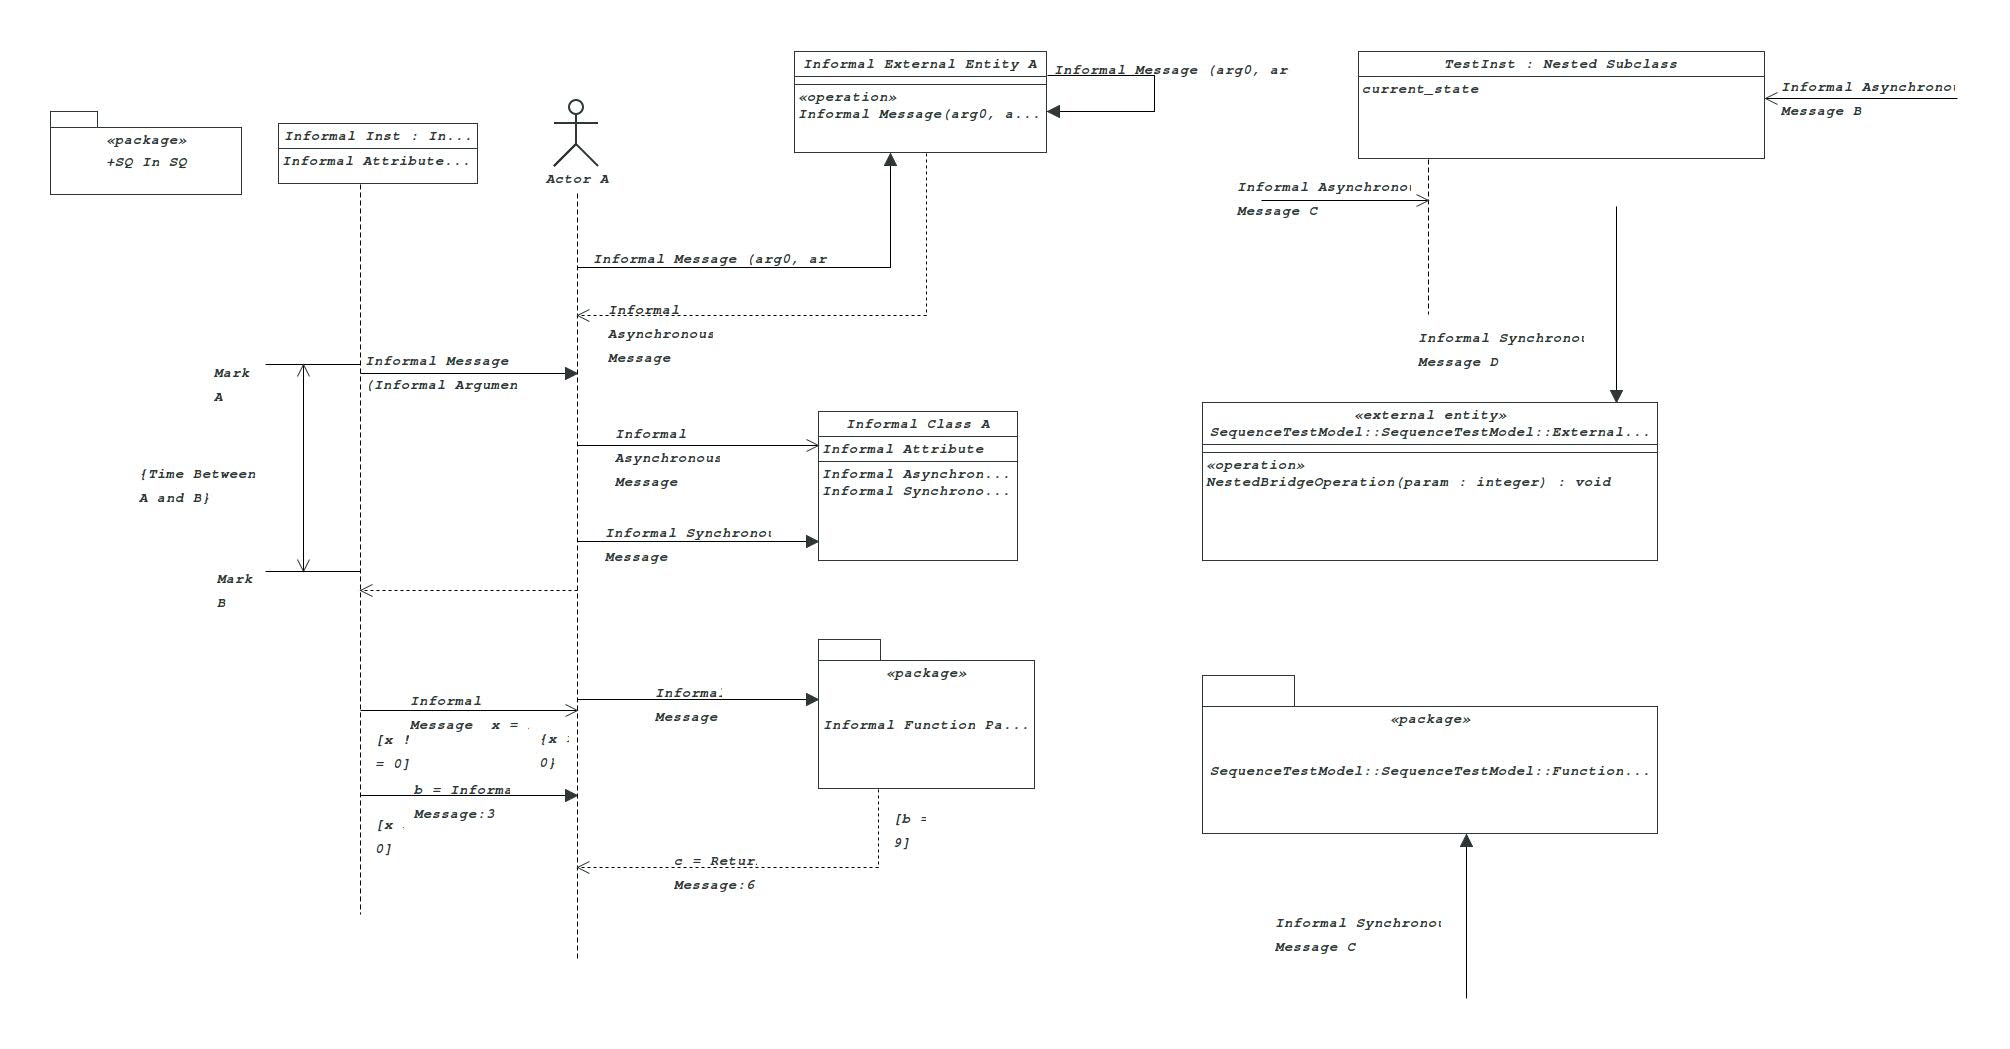 Informal External Entity A
«operation»
Informal Message(arg0, a...
Informal Message (arg0, ar
TestInst : Nested Subclass
current_state
Informal Asynchronou
Message B
«package»
+SQ In SQ
Informal Inst : In...
Informal Attribute...
Actor A
Informal Asynchronou
Message C
Informal Message (arg0, ar
Informal
Asynchronous
Message
Informal Synchronou
Message D
Mark
A
Informal Message
(Informal Argumen
{Time Between
A and B}
Mark
B
Informal
Asynchronous
Message
Informal Synchronou
Message
Informal Class A
Informal Attribute
Informal Asynchron...
Informal Synchrono...
«external entity»
SequenceTestModel::SequenceTestModel::External...
«operation»
NestedBridgeOperation(param : integer) : void
Informal
Message x =
[x !
= 0]
{x
0}
b = Informa
Message:3
[x
0]
Informal
Message
«package»
Informal Function Pa...
[b =
9]
c = Retur
Message:6
«package»
SequenceTestModel::SequenceTestModel::Function...
Informal Synchronou
Message C